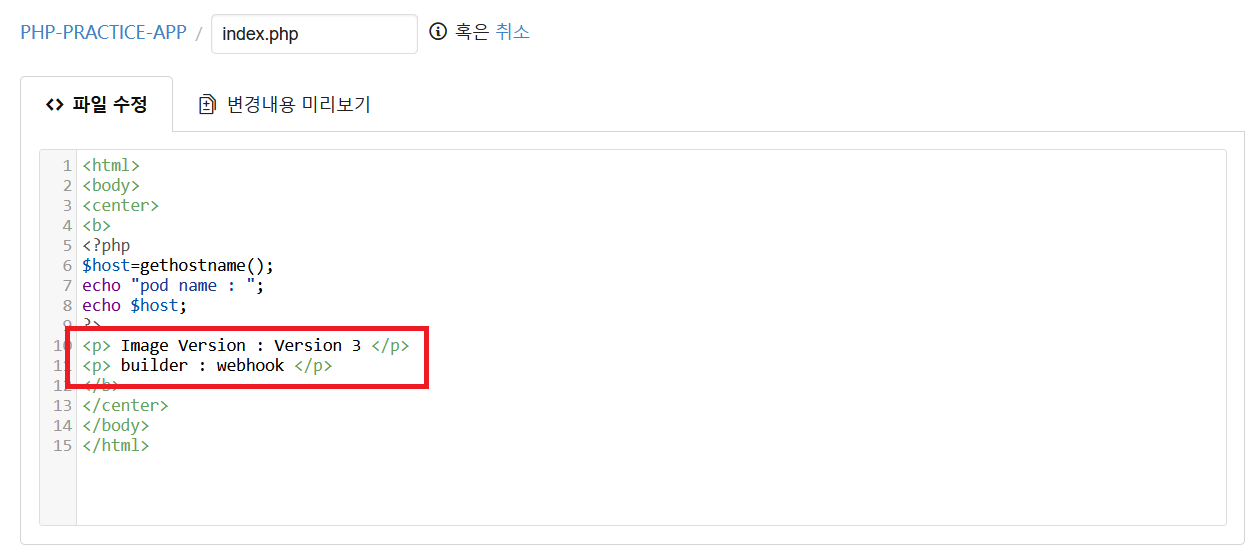 PHP-PRACTICE-APP / index.php 혹은 취소
<> 파일 수정 변경내용 미리보기
1 <html>
2 <body>
3 <center>
4 <b>
5 <?php
6 $host=gethostname();
7 echo "pod name : ";
8 echo $host;
9 ?>
10 <p> Image Version : Version 3 </p>
11 <p> builder : webhook </p>
12 </b>
13 </center>
14 </body>
15 </html>